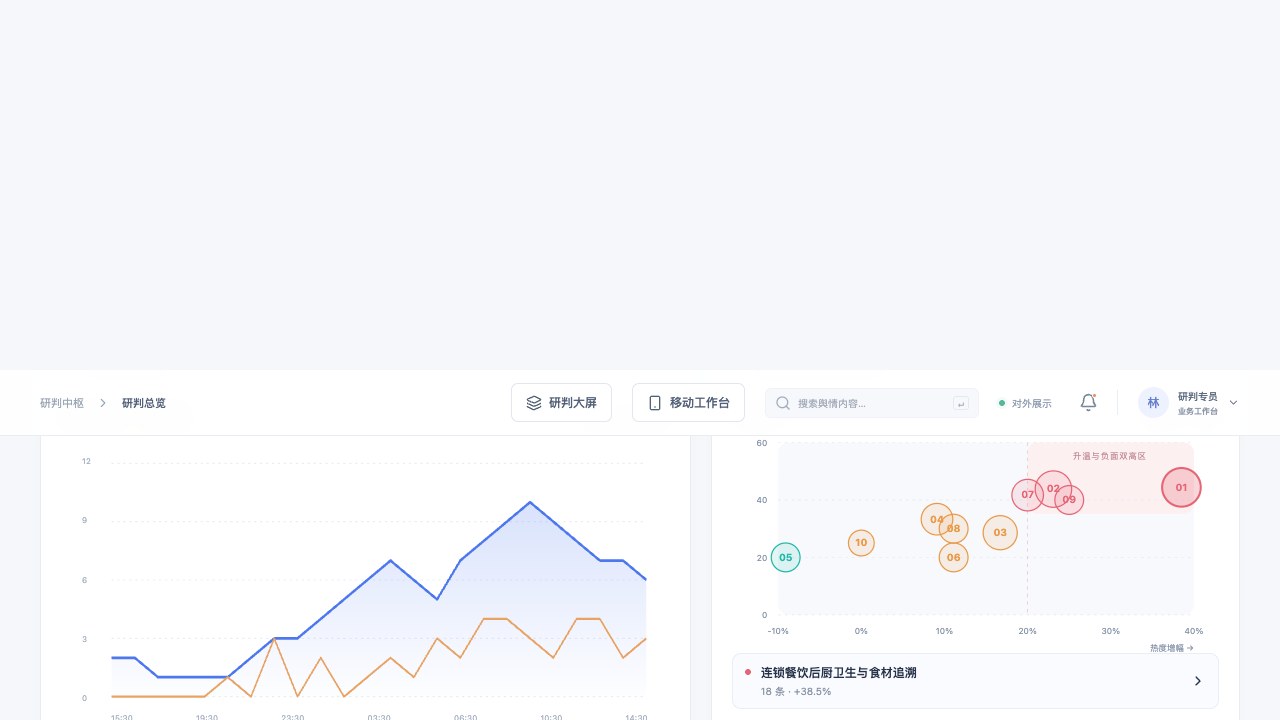 研判中枢
研判总览
研判大屏
移动工作台
搜索舆情内容...
对外展示
林
研判专员
业务工作台
12
9
6
3
0
15:30 19:30 23:30 03:30 06:30 10:30 14:30
60
40
20
0
升温与负面双高区
07
02
09
01
04
08
03
10
05
06
-10% 0% 10% 20% 30% 40%
热度增幅 →
连锁餐饮后厨卫生与食材追溯
18 条 · +38.5%